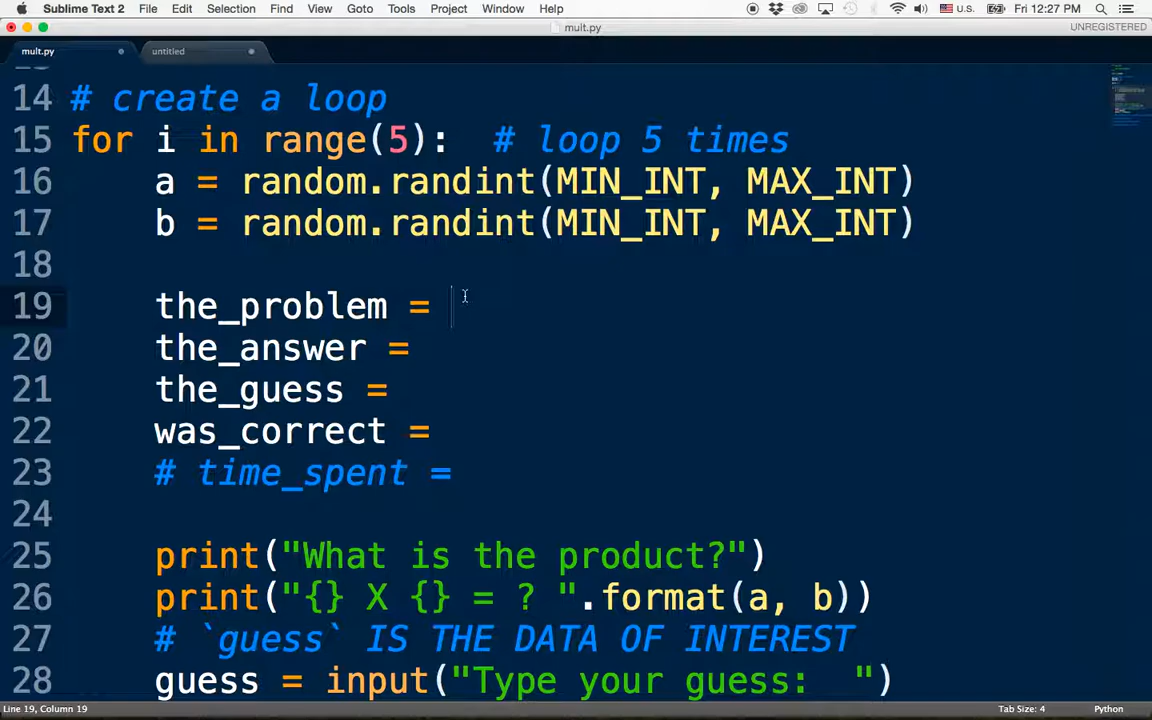 Sublime Text 2 File Edit Selection Find View Goto Tools Project Window Help U.S. Fri 12:27 PM
mult.py UNREGISTERED
mult.py untitled
14 # create a loop
15 for i in range(5): # loop 5 times
16 a = random.randint(MIN_INT, MAX_INT)
17 b = random.randint(MIN_INT, MAX_INT)
18
19 the_problem =
20 the_answer =
21 the_guess =
22 was_correct =
23 # time_spent =
24
25 print("What is the product?")
26 print("{} X {} = ? ".format(a, b))
27 # `guess` IS THE DATA OF INTEREST
28 guess = input("Type your guess:  ")
Line 19, Column 19 Tab Size: 4 Python